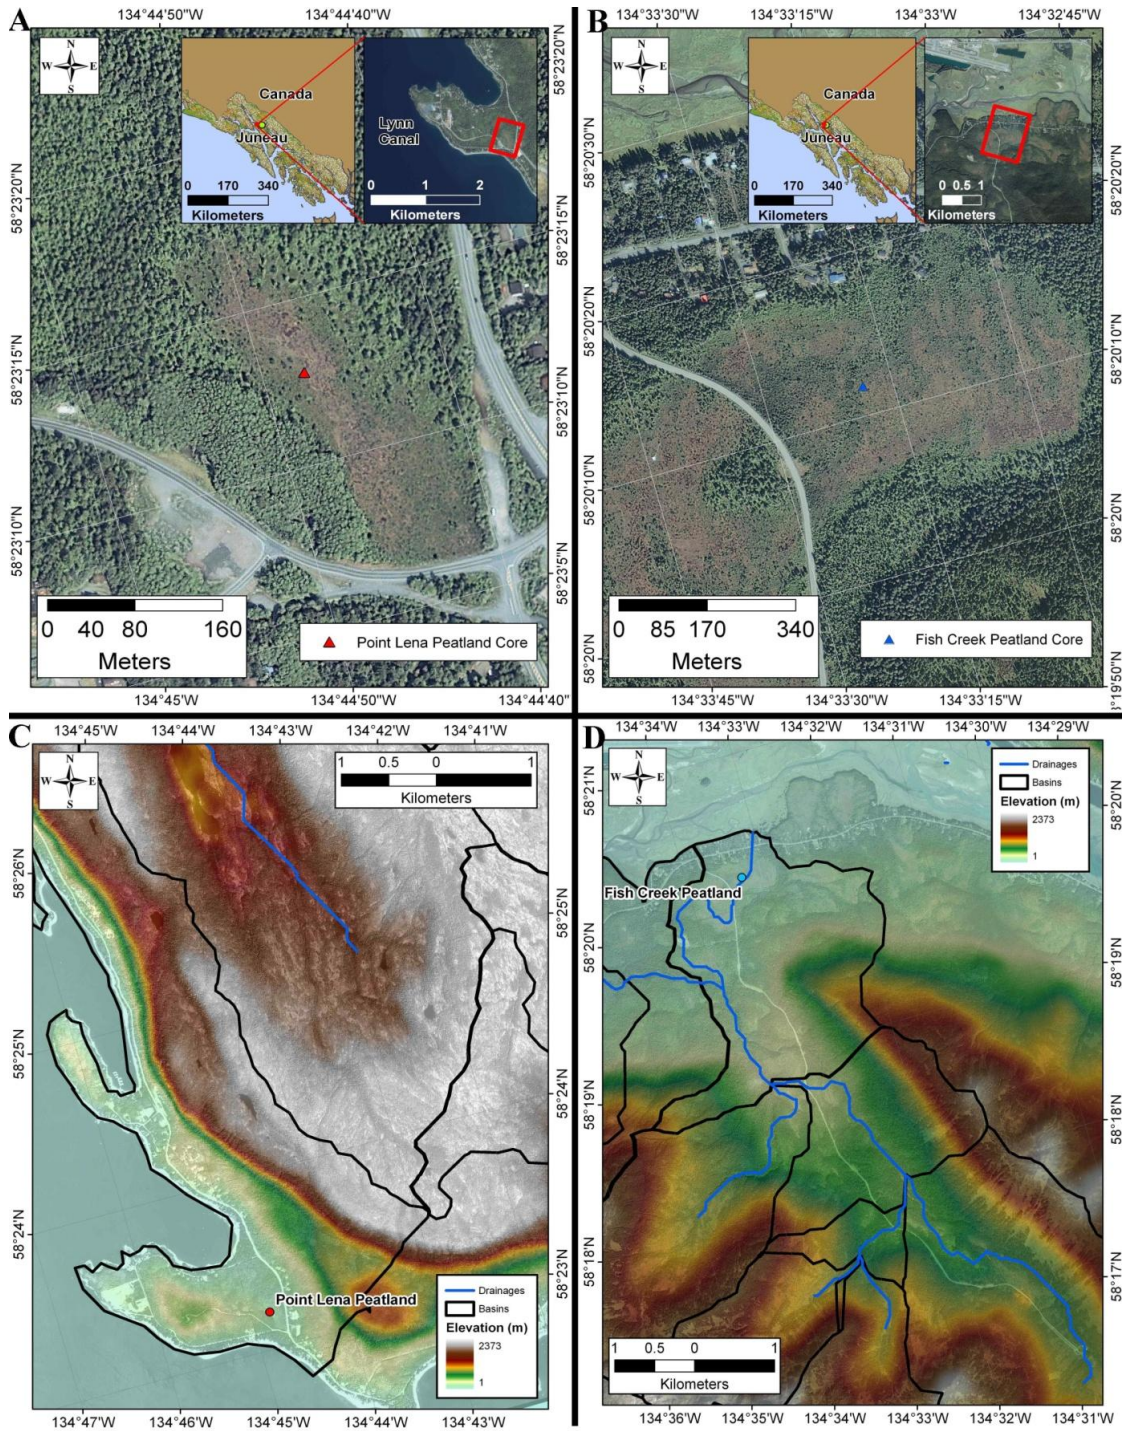 A
134°44'50"W
134°44'40"W
N
W
E
S
Canada
Juneau
0
170
340
Kilometers
Lynn
Canal
0
1
2
Kilometers
58°23'20"N
58°23'15"N
58°23'10"N
58°23'20"N
58°23'15"N
58°23'10"N
58°23'5"N
0
40
80
160
Meters
Point Lena Peatland Core
134°45'W
134°44'50"W
134°44'40"
B
134°33'30"W
134°33'15"W
134°33'W
134°32'45"W
N
W
E
S
Canada
Juneau
0
170
340
Kilometers
0
0.5
1
Kilometers
58°20'30"N
58°20'20"N
58°20'10"N
58°20'N
58°20'20"N
58°20'10"N
58°20'N
58°19'50"N
0
85
170
340
Meters
Fish Creek Peatland Core
134°33'45"W
134°33'30"W
134°33'15"W
C
134°45'W
134°44'W
134°43'W
134°42'W
134°41'W
N
W
E
S
1
0.5
0
1
Kilometers
58°26'N
58°25'N
58°24'N
58°25'N
58°24'N
58°23'N
Point Lena Peatland
Drainages
Basins
Elevation (m)
2373
1
134°47'W
134°46'W
134°45'W
134°44'W
134°43'W
D
134°34'W
134°33'W
134°32'W
134°31'W
134°30'W
134°29'W
N
W
E
S
Drainages
Basins
Elevation (m)
2373
1
58°21'N
58°20'N
58°19'N
58°18'N
58°20'N
58°19'N
58°18'N
58°17'N
Fish Creek Peatland
1
0.5
0
1
Kilometers
134°36'W
134°35'W
134°34'W
134°33'W
134°32'W
134°31'W